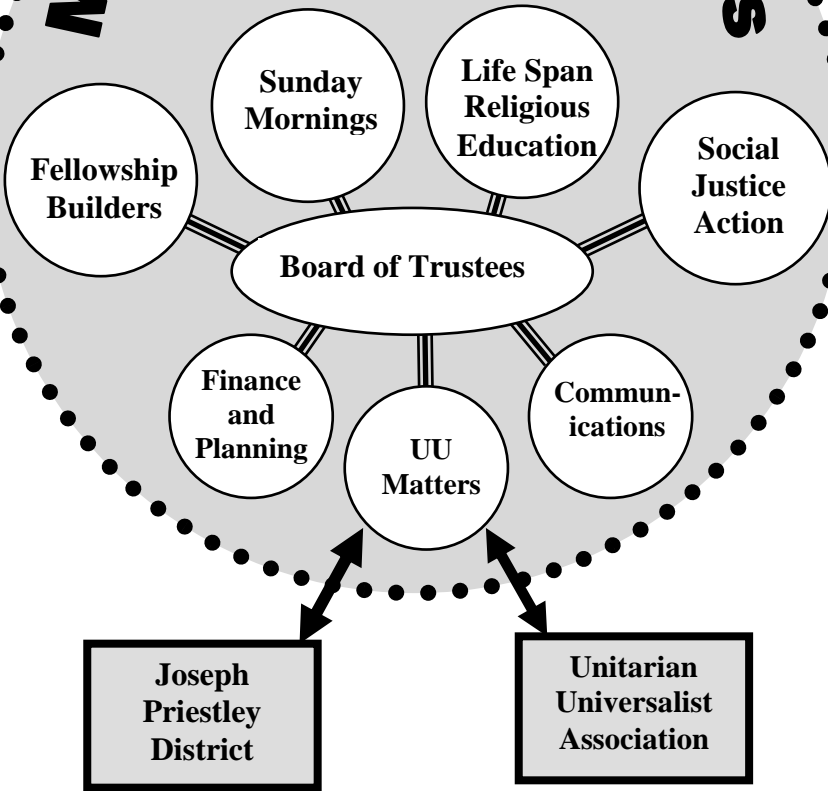 M
s
Sunday
Mornings
Life Span
Religious
Education
Fellowship
Builders
Social
Justice
Action
Board of Trustees
Finance
and
Planning
UU
Matters
Commun-
ications
Joseph
Priestley
District
Unitarian
Universalist
Association